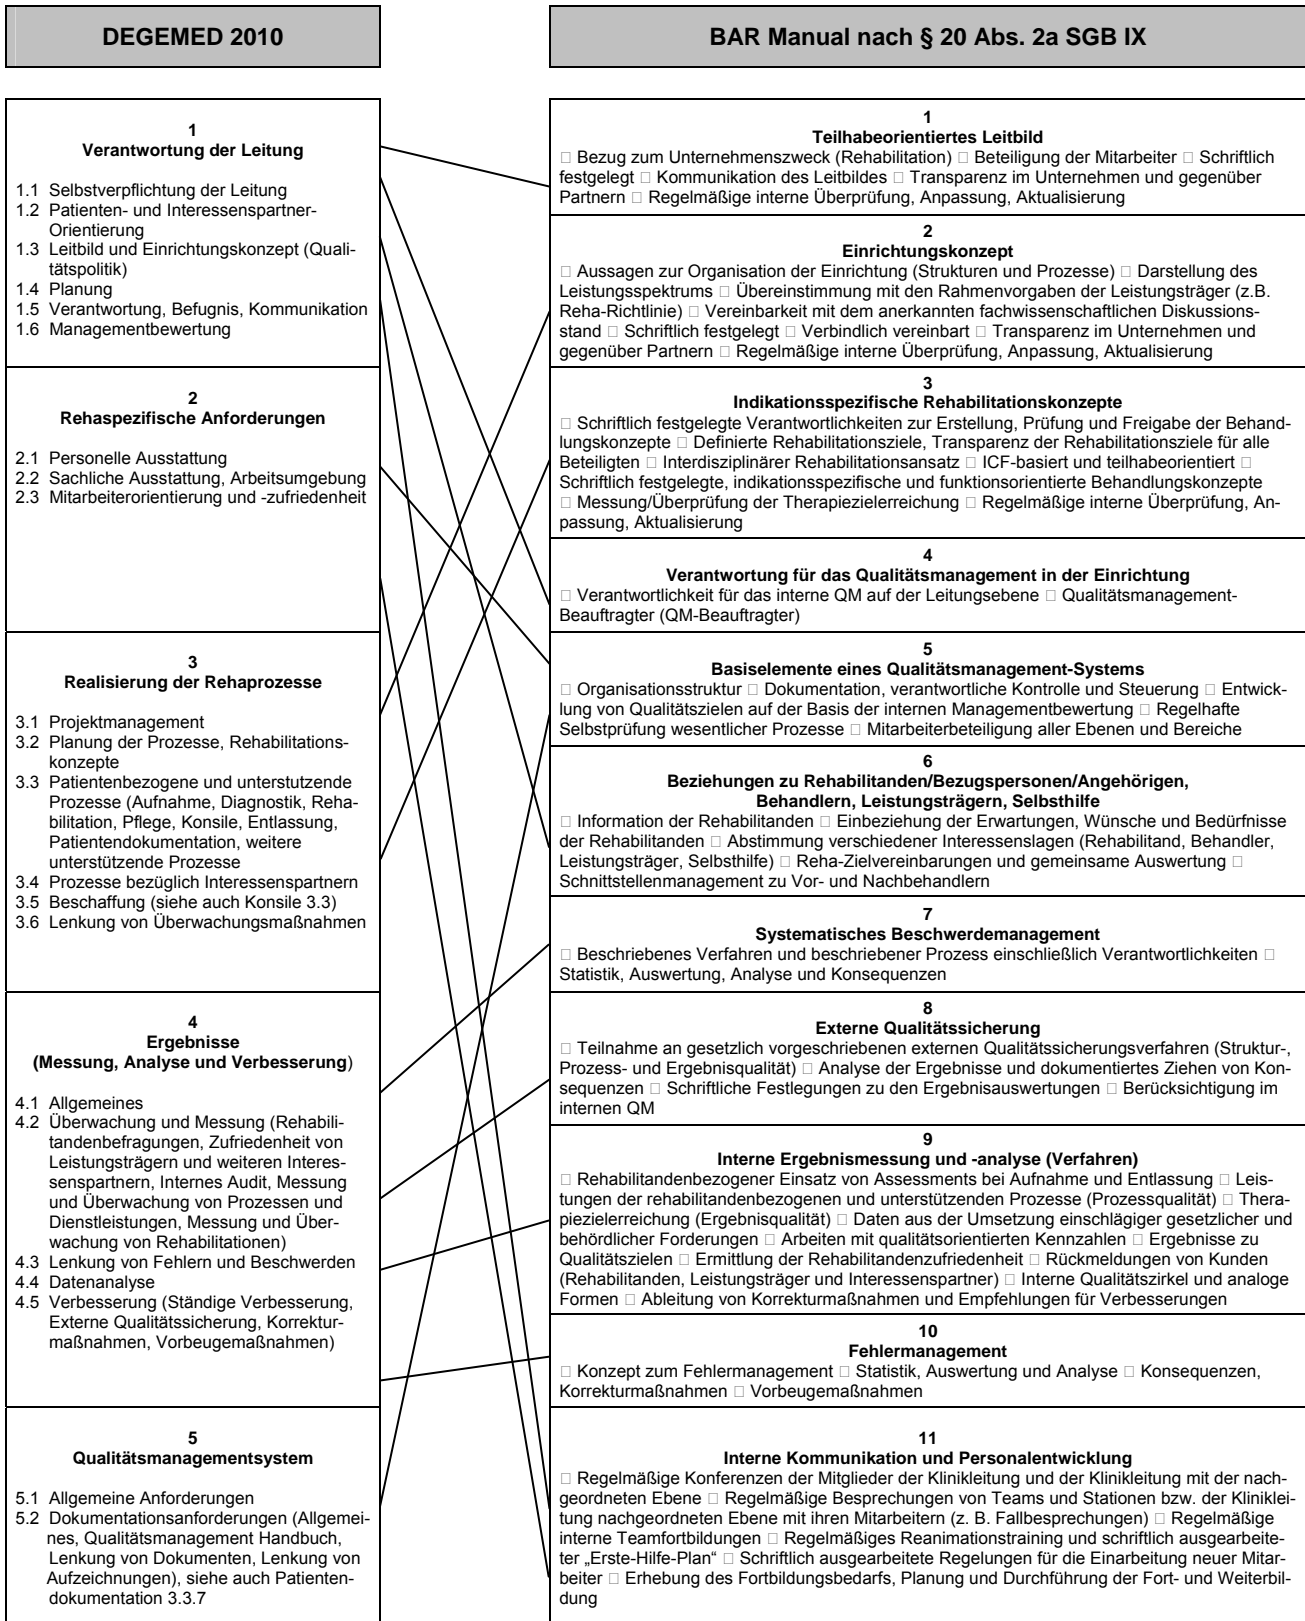 DEGEMED 2010
1
Verantwortung der Leitung
1.1 Selbstverpflichtung der Leitung
1.2 Patienten- und Interessenspartner-
Orientierung
1.3 Leitbild und Einrichtungskonzept (Quali-
tätspolitik)
1.4 Planung
1.5 Verantwortung, Befugnis, Kommunikation
1.6 Managementbewertung
2
Rehaspezifische Anforderungen
2.1 Personelle Ausstattung
2.2 Sachliche Ausstattung, Arbeitsumgebung
2.3 Mitarbeiterorientierung und -zufriedenheit
3
Realisierung der Rehaprozesse
3.1 Projektmanagement
3.2 Planung der Prozesse, Rehabilitations-
konzepte
3.3 Patientenbezogene und unterstutzende
Prozesse (Aufnahme, Diagnostik, Reha-
bilitation, Pflege, Konsile, Entlassung,
Patientendokumentation, weitere
unterstützende Prozesse
3.4 Prozesse bezüglich Interessenspartnern
3.5 Beschaffung (siehe auch Konsile 3.3)
3.6 Lenkung von Überwachungsmaßnahmen
4
Ergebnisse
(Messung, Analyse und Verbesserung)
4.1 Allgemeines
4.2 Überwachung und Messung (Rehabili-
tandenbefragungen, Zufriedenheit von
Leistungsträgern und weiteren Interes-
senspartnern, Internes Audit, Messung
und Überwachung von Prozessen und
Dienstleistungen, Messung und Über-
wachung von Rehabilitationen)
4.3 Lenkung von Fehlern und Beschwerden
4.4 Datenanalyse
4.5 Verbesserung (Ständige Verbesserung,
Externe Qualitätssicherung, Korrektur-
maßnahmen, Vorbeugemaßnahmen)
5
Qualitätsmanagementsystem
5.1 Allgemeine Anforderungen
5.2 Dokumentationsanforderungen (Allgemei-
nes, Qualitätsmanagement Handbuch,
Lenkung von Dokumenten, Lenkung von
Aufzeichnungen), siehe auch Patienten-
dokumentation 3.3.7
BAR Manual nach § 20 Abs. 2a SGB IX
1
Teilhabeorientiertes Leitbild
□ Bezug zum Unternehmenszweck (Rehabilitation) □ Beteiligung der Mitarbeiter □ Schriftlich
festgelegt □ Kommunikation des Leitbildes □ Transparenz im Unternehmen und gegenüber
Partnern □ Regelmäßige interne Überprüfung, Anpassung, Aktualisierung
2
Einrichtungskonzept
□ Aussagen zur Organisation der Einrichtung (Strukturen und Prozesse) □ Darstellung des
Leistungsspektrums □ Übereinstimmung mit den Rahmenvorgaben der Leistungsträger (z.B.
Reha-Richtlinie) □ Vereinbarkeit mit dem anerkannten fachwissenschaftlichen Diskussions-
stand □ Schriftlich festgelegt □ Verbindlich vereinbart □ Transparenz im Unternehmen und
gegenüber Partnern □ Regelmäßige interne Überprüfung, Anpassung, Aktualisierung
3
Indikationsspezifische Rehabilitationskonzepte
□ Schriftlich festgelegte Verantwortlichkeiten zur Erstellung, Prüfung und Freigabe der Behand-
lungskonzepte □ Definierte Rehabilitationsziele, Transparenz der Rehabilitationsziele für alle
Beteiligten □ Interdisziplinärer Rehabilitationsansatz □ ICF-basiert und teilhabeorientiert □
Schriftlich festgelegte, indikationsspezifische und funktionsorientierte Behandlungskonzepte
□ Messung/Überprüfung der Therapiezielerreichung □ Regelmäßige interne Überprüfung, An-
passung, Aktualisierung
4
Verantwortung für das Qualitätsmanagement in der Einrichtung
□ Verantwortlichkeit für das interne QM auf der Leitungsebene □ Qualitätsmanagement-
Beauftragter (QM-Beauftragter)
5
Basiselemente eines Qualitätsmanagement-Systems
□ Organisationsstruktur □ Dokumentation, verantwortliche Kontrolle und Steuerung □ Entwick-
lung von Qualitätszielen auf der Basis der internen Managementbewertung □ Regelhafte
Selbstprüfung wesentlicher Prozesse □ Mitarbeiterbeteiligung aller Ebenen und Bereiche
6
Beziehungen zu Rehabilitanden/Bezugspersonen/Angehörigen,
Behandlern, Leistungsträgern, Selbsthilfe
□ Information der Rehabilitanden □ Einbeziehung der Erwartungen, Wünsche und Bedürfnisse
der Rehabilitanden □ Abstimmung verschiedener Interessenslagen (Rehabilitand, Behandler,
Leistungsträger, Selbsthilfe) □ Reha-Zielvereinbarungen und gemeinsame Auswertung □
Schnittstellenmanagement zu Vor- und Nachbehandlern
7
Systematisches Beschwerdemanagement
□ Beschriebenes Verfahren und beschriebener Prozess einschließlich Verantwortlichkeiten □
Statistik, Auswertung, Analyse und Konsequenzen
8
Externe Qualitätssicherung
□ Teilnahme an gesetzlich vorgeschriebenen externen Qualitätssicherungsverfahren (Struktur-,
Prozess- und Ergebnisqualität) □ Analyse der Ergebnisse und dokumentiertes Ziehen von Kon-
sequenzen □ Schriftliche Festlegungen zu den Ergebnisauswertungen □ Berücksichtigung im
internen QM
9
Interne Ergebnismessung und -analyse (Verfahren)
□ Rehabilitandenbezogener Einsatz von Assessments bei Aufnahme und Entlassung □ Leis-
tungen der rehabilitandenbezogenen und unterstützenden Prozesse (Prozessqualität) □ Thera-
piezielerreichung (Ergebnisqualität) □ Daten aus der Umsetzung einschlägiger gesetzlicher und
behördlicher Forderungen □ Arbeiten mit qualitätsorientierten Kennzahlen □ Ergebnisse zu
Qualitätszielen □ Ermittlung der Rehabilitandenzufriedenheit □ Rückmeldungen von Kunden
(Rehabilitanden, Leistungsträger und Interessenspartner) □ Interne Qualitätszirkel und analoge
Formen □ Ableitung von Korrekturmaßnahmen und Empfehlungen für Verbesserungen
10
Fehlermanagement
□ Konzept zum Fehlermanagement □ Statistik, Auswertung und Analyse □ Konsequenzen,
Korrekturmaßnahmen □ Vorbeugemaßnahmen
11
Interne Kommunikation und Personalentwicklung
□ Regelmäßige Konferenzen der Mitglieder der Klinikleitung und der Klinikleitung mit der nach-
geordneten Ebene □ Regelmäßige Besprechungen von Teams und Stationen bzw. der Kliniklei-
tung nachgeordneten Ebene mit ihren Mitarbeitern (z. B. Fallbesprechungen) □ Regelmäßige
interne Teamfortbildungen □ Regelmäßiges Reanimationstraining und schriftlich ausgearbeite-
ter „Erste-Hilfe-Plan“ □ Schriftlich ausgearbeitete Regelungen für die Einarbeitung neuer Mitar-
beiter □ Erhebung des Fortbildungsbedarfs, Planung und Durchführung der Fort- und Weiterbil-
dung